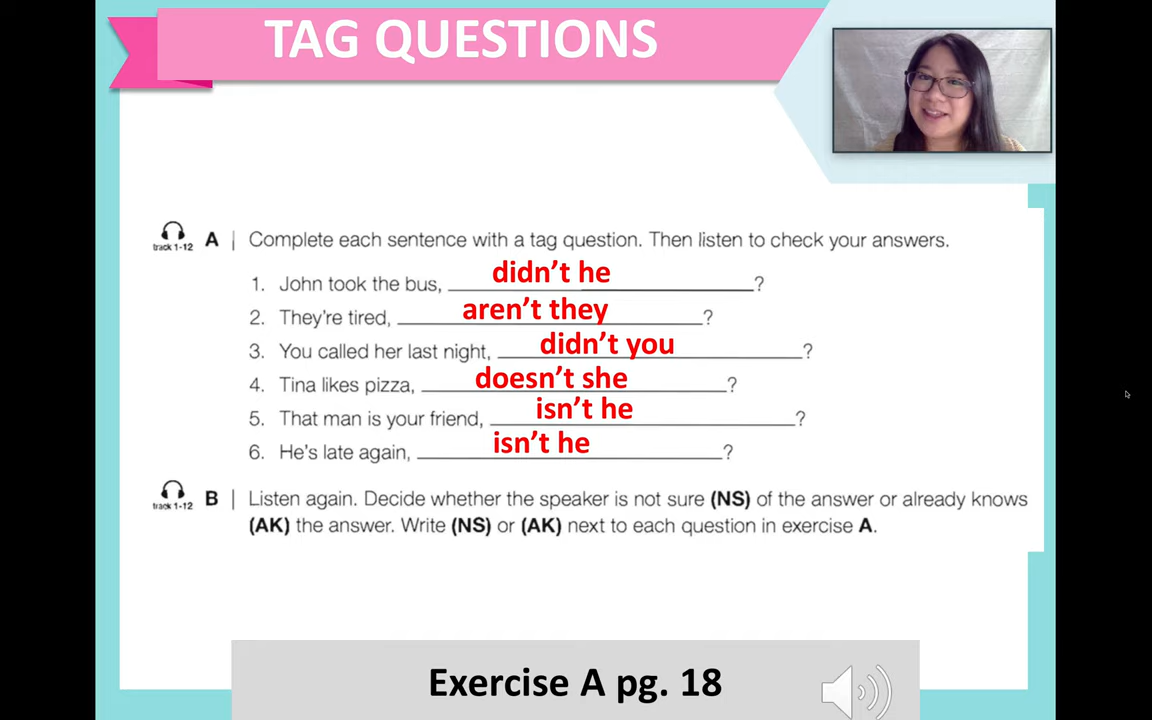 TAG QUESTIONS
track 1-12 A | Complete each sentence with a tag question. Then listen to check your answers.
1. John took the bus, didn't he ?
2. They're tired, aren't they ?
3. You called her last night, didn't you ?
4. Tina likes pizza, doesn't she ?
5. That man is your friend, isn't he ?
6. He's late again, isn't he ?
track 1-12 B | Listen again. Decide whether the speaker is not sure (NS) of the answer or already knows
(AK) the answer. Write (NS) or (AK) next to each question in exercise A.
Exercise A pg. 18